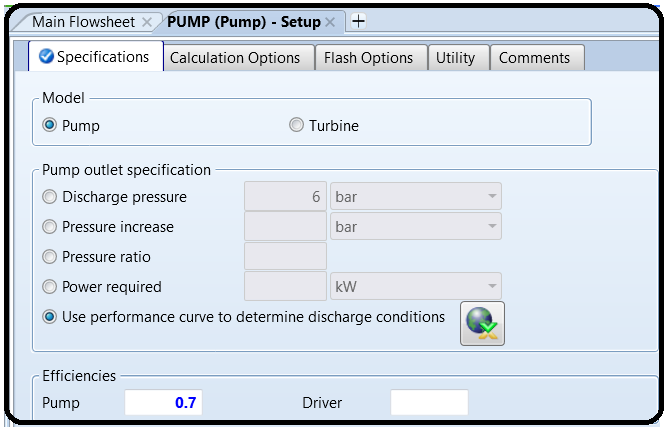 Main Flowsheet PUMP (Pump) - Setup
Specifications Calculation Options Flash Options Utility Comments
Model
Pump Turbine
Pump outlet specification
Discharge pressure 6 bar
Pressure increase bar
Pressure ratio
Power required kW
Use performance curve to determine discharge conditions
Efficiencies
Pump 0.7 Driver